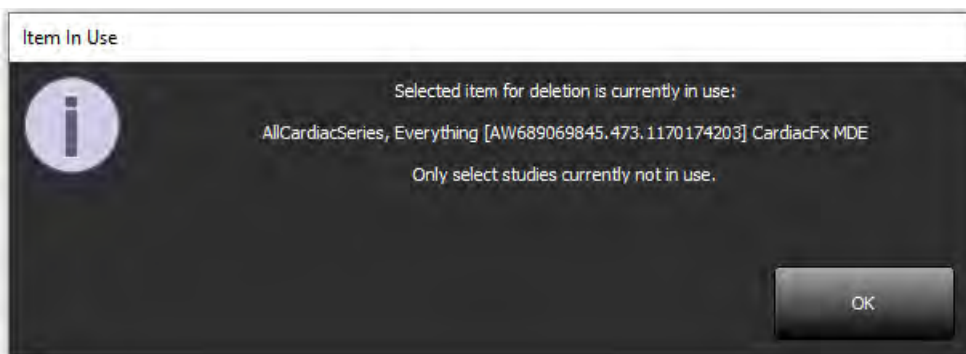 Item In Use
Selected item for deletion is currently in use:
AllCardiacSeries, Everything [AW689069845.473.1170174203] CardiacFx MDE
Only select studies currently not in use.
OK